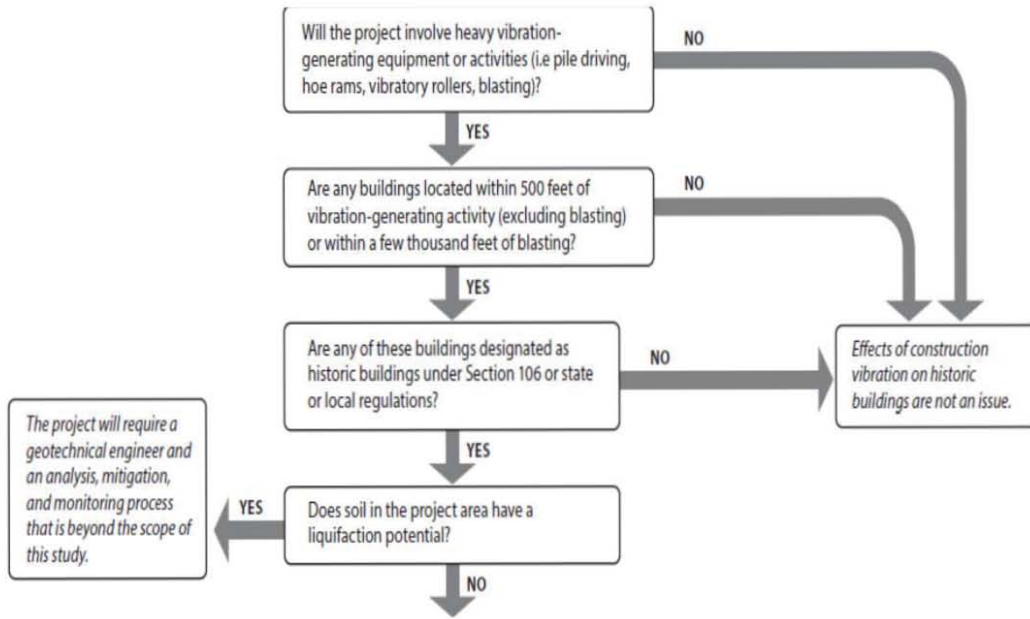 Will the project involve heavy vibration-
generating equipment or activities (i.e pile driving,
hoe rams, vibratory rollers, blasting)?
NO
YES
Are any buildings located within 500 feet of
vibration-generating activity (excluding blasting)
or within a few thousand feet of blasting?
NO
YES
Are any of these buildings designated as
historic buildings under Section 106 or state
or local regulations?
NO
Effects of construction
vibration on historic
buildings are not an issue.
YES
The project will require a
geotechnical engineer and
an analysis, mitigation,
and monitoring process
that is beyond the scope of
this study.
YES
Does soil in the project area have a
liquifaction potential?
NO